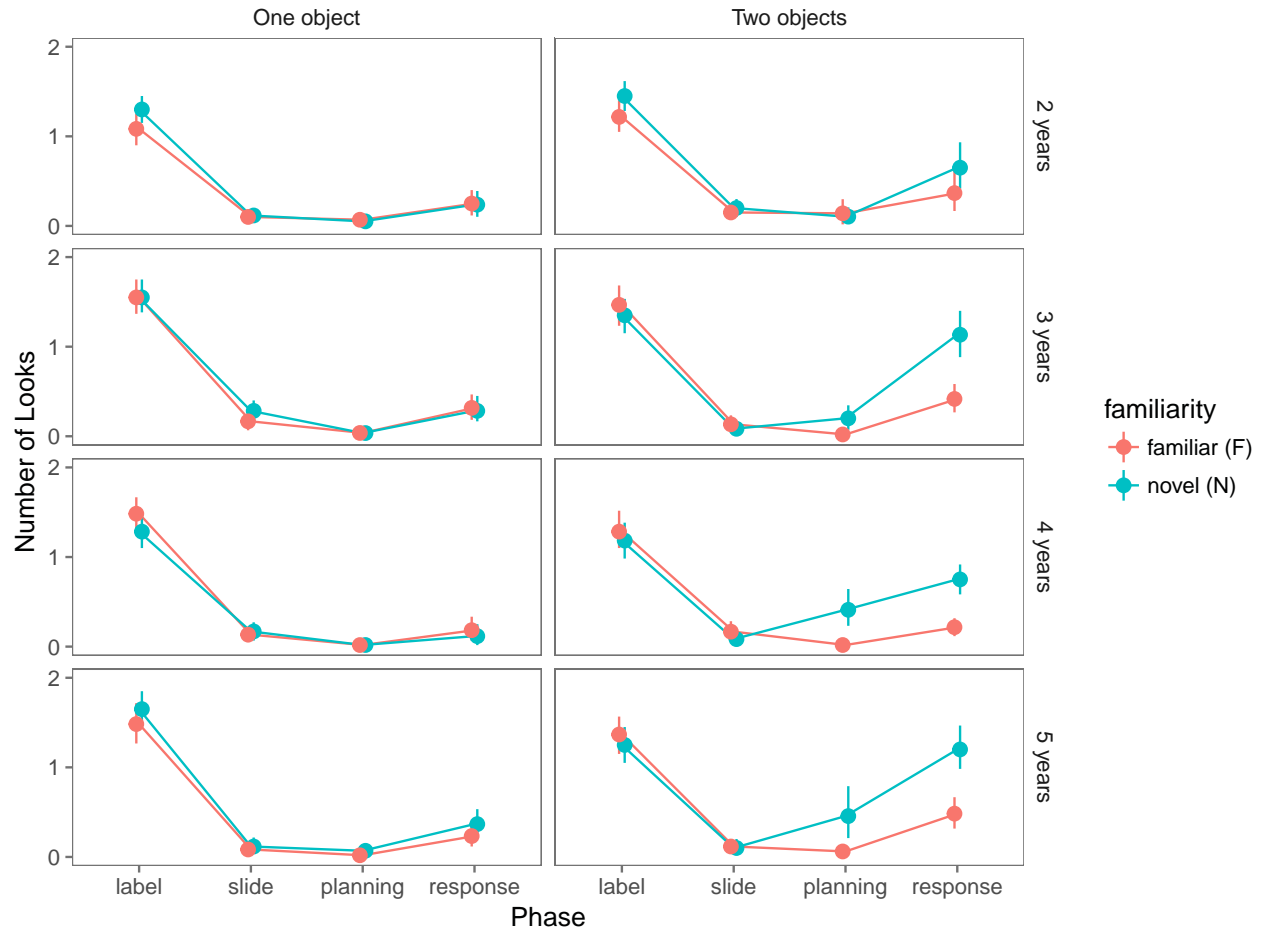 One object
Two objects
2
1
0
2 years
2
1
0
3 years
2
1
0
4 years
2
1
0
5 years
Number of Looks
label slide planning response
label slide planning response
Phase
familiarity
familiar (F)
novel (N)